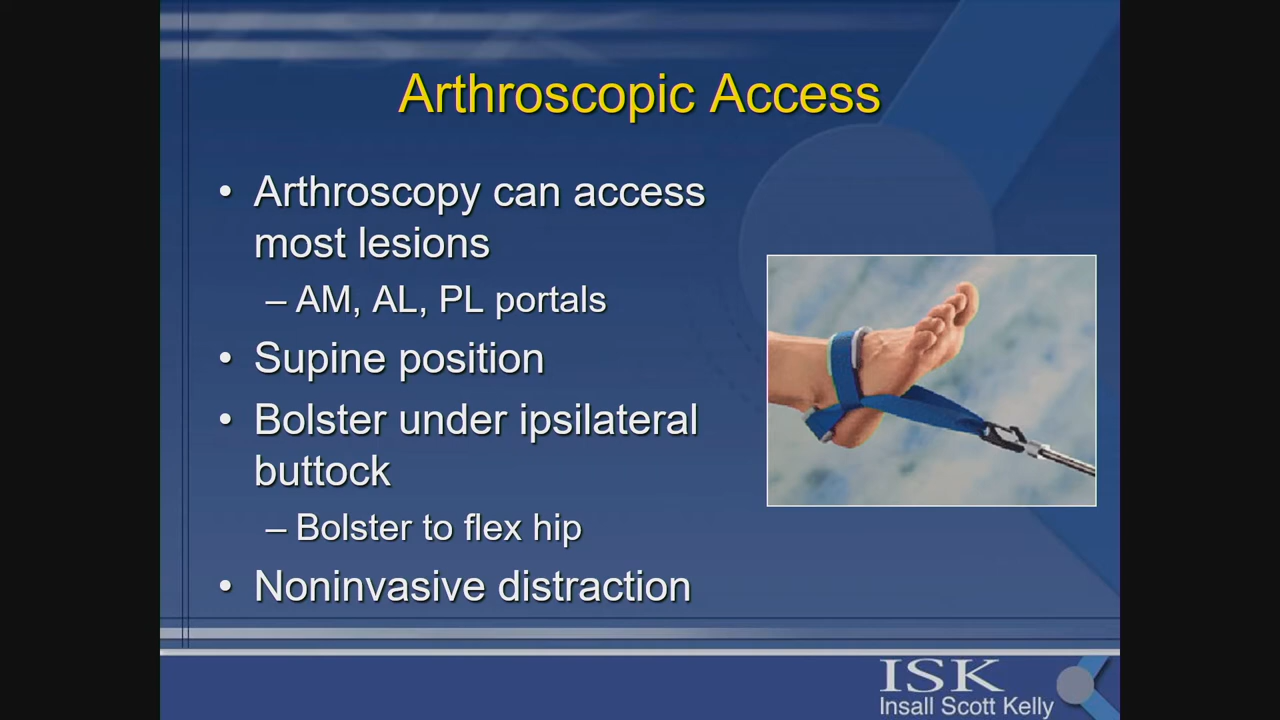 Arthroscopic Access
• Arthroscopy can access
most lesions
– AM, AL, PL portals
• Supine position
• Bolster under ipsilateral
buttock
– Bolster to flex hip
• Noninvasive distraction
ISK
Insall Scott Kelly